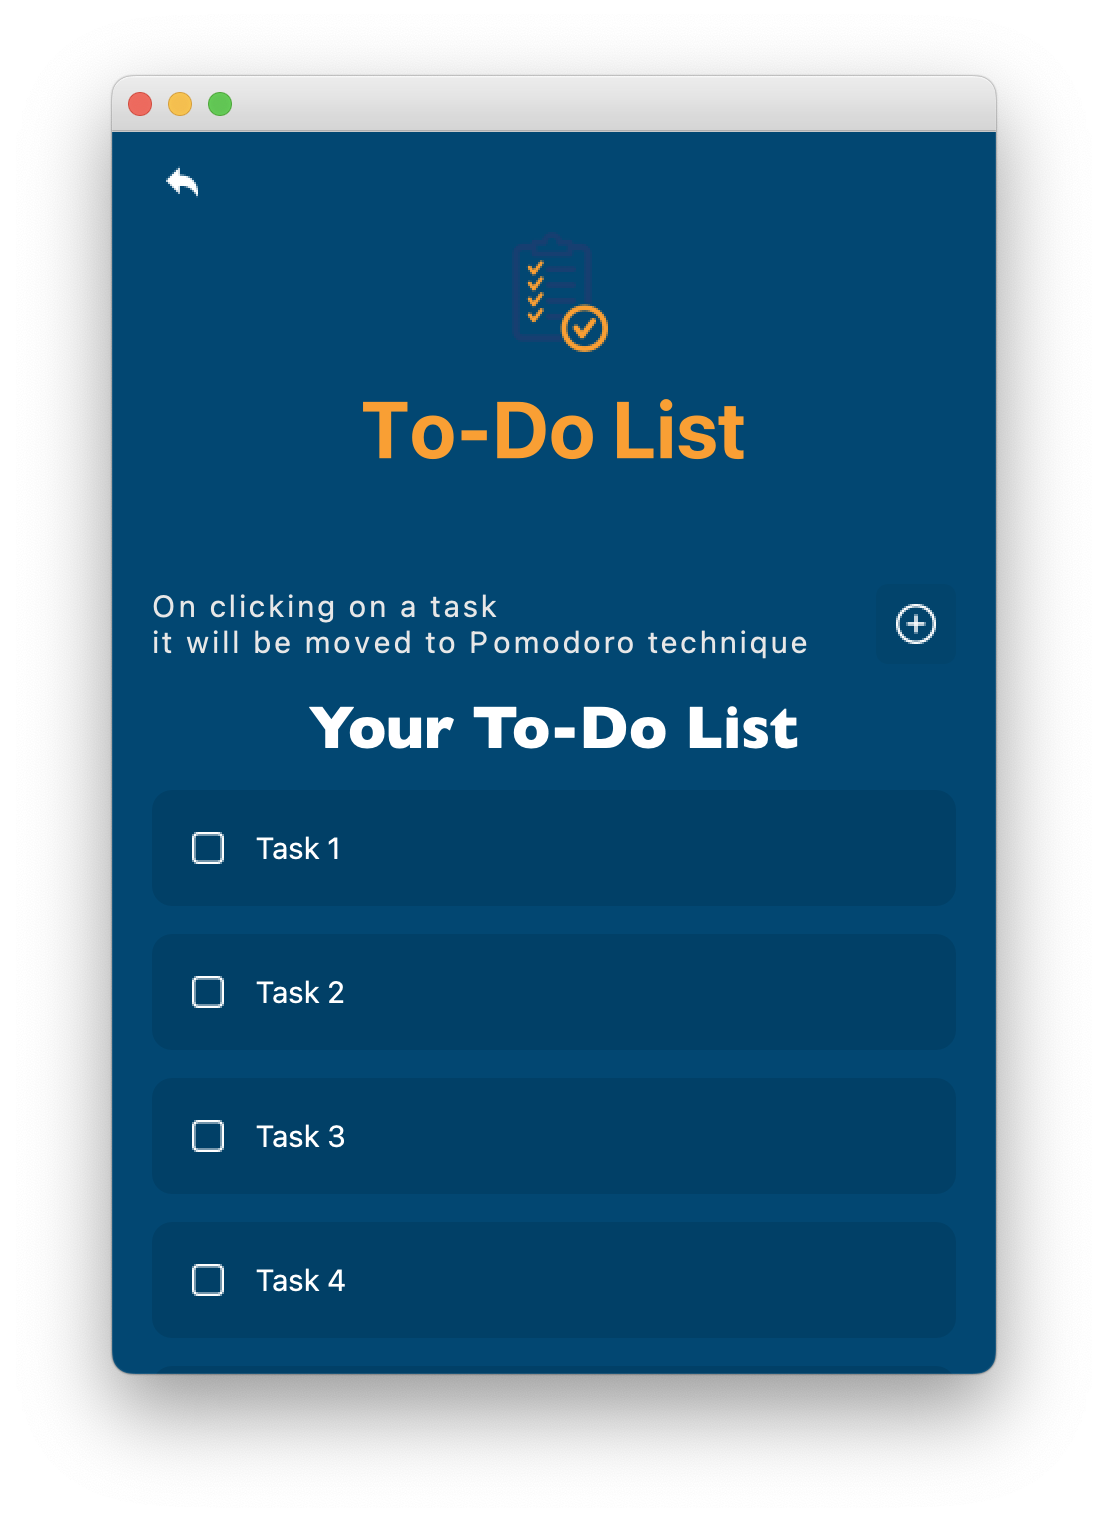 To-Do List
On clicking on a task
it will be moved to Pomodoro technique
Your To-Do List
Task 1
Task 2
Task 3
Task 4